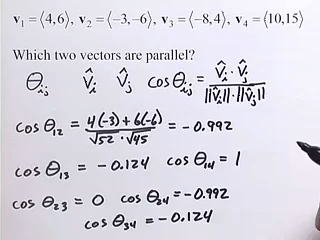 v₁ = ⟨4,6⟩, v₂ = ⟨−3,−6⟩, v₃ = ⟨−8,4⟩, v₄ = ⟨10,15⟩
Which two vectors are parallel?
θᵢⱼ v̂ᵢ v̂ⱼ cosθᵢⱼ = v̂ᵢ · v̂ⱼ / ||v̂ᵢ||·||v̂ⱼ||
cos θ₁₂ = 4(-3) + 6(-6) / √52 · √45 = -0.992
cos θ₁₃ = -0.124 cos θ₁₄ = 1
cos θ₂₃ = 0 cos θ₂₄ = -0.992
cos θ₃₄ = -0.124